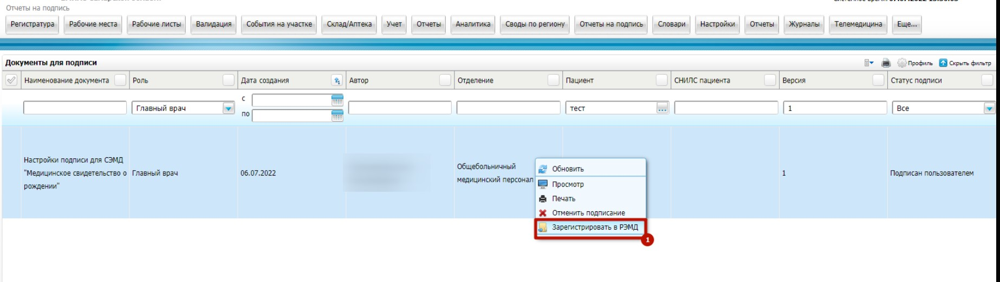 Отчеты на подпись
Регистратура Рабочие места Рабочие листы Валидация События на участке Склад/Аптека Учет Отчеты Аналитика Своды по региону Отчеты на подпись Словари Настройки Отчеты Журналы Телемедицина Еще...
Документы для подписи Профиль Скрыть фильтр
Наименование документа Роль Дата создания 1 Автор Отделение Пациент СНИЛС пациента Версия Статус подписи
с
Главный врач тест ... 1 Все
по
Настройки подписи для СЭМД
"Медицинское свидетельство о
рождении"
Главный врач
06.07.2022
Общебольничный
медицинский персонал
1
Подписан пользователем
Обновить
Просмотр
Печать
Отменить подписание
Зарегистрировать в РЭМД
1